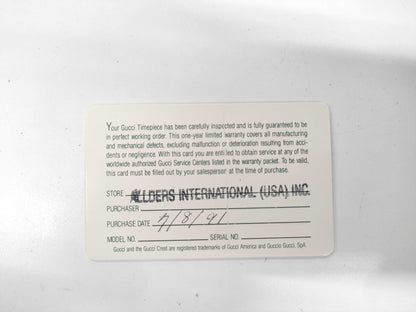 Your Gucci Timepiece has been carefully inspected and is fully guaranteed to be
in perfect working order. This one-year limited warranty covers all manufacturing
and mechanical defects, excluding malfunction or deterioration resulting from acci-
dents or negligence. With this card you are entitled to obtain service at any of the
worldwide authorized Gucci Service Centers listed in the warranty packet. To be valid,
this card must be filled out by your salesperson at the time of purchase.
STORE ALLDERS INTERNATIONAL (USA) INC.
PURCHASER
PURCHASE DATE 4/8/91
MODEL NO. SERIAL NO.
Gucci and the Gucci Crest are registered trademarks of Gucci America and Guccio Gucci, SpA.